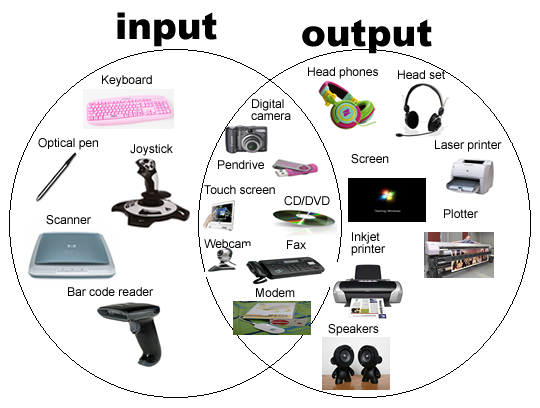 input
output
Keyboard
Optical pen
Joystick
Scanner
Bar code reader
Digital
camera
Pendrive
Touch screen
CD/DVD
Webcam
Fax
Modem
Head phones
Head set
Laser printer
Screen
Plotter
Inkjet
printer
Speakers